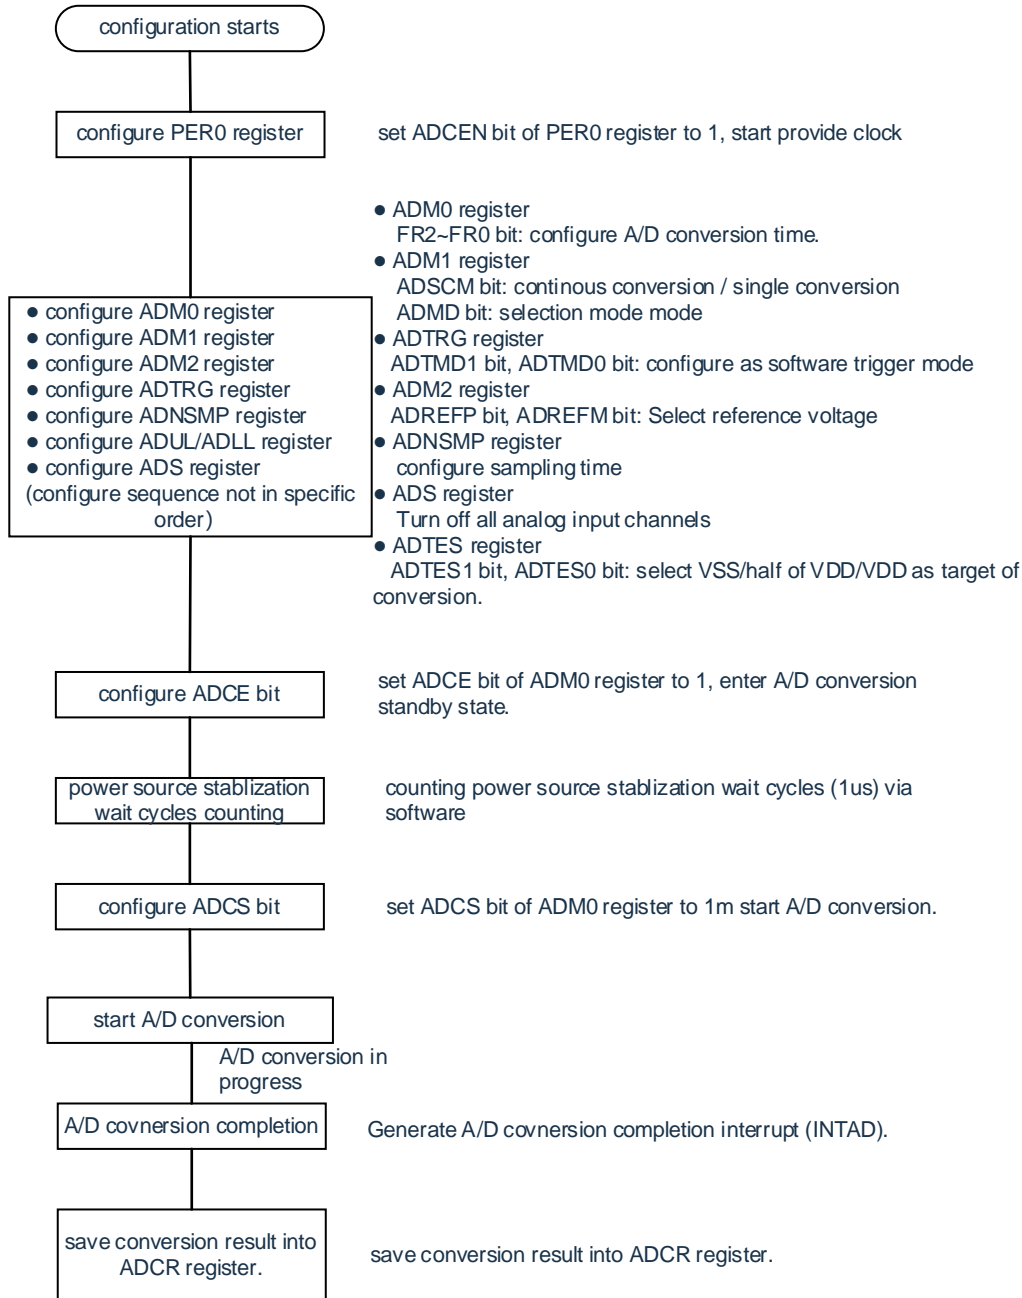 configuration starts
configure PER0 register
set ADCEN bit of PER0 register to 1, start provide clock
● configure ADM0 register
● configure ADM1 register
● configure ADM2 register
● configure ADTRG register
● configure ADNSMP register
● configure ADUL/ADLL register
● configure ADS register
(configure sequence not in specific
order)
● ADM0 register
FR2~FR0 bit: configure A/D conversion time.
● ADM1 register
ADSCM bit: continous conversion / single conversion
ADMD bit: selection mode mode
● ADTRG register
ADTMD1 bit, ADTMD0 bit: configure as software trigger mode
● ADM2 register
ADREFP bit, ADREFM bit: Select reference voltage
● ADNSMP register
configure sampling time
● ADS register
Turn off all analog input channels
● ADTES register
ADTES1 bit, ADTES0 bit: select VSS/half of VDD/VDD as target of
conversion.
configure ADCE bit
set ADCE bit of ADM0 register to 1, enter A/D conversion
standby state.
power source stablization
wait cycles counting
counting power source stablization wait cycles (1us) via
software
configure ADCS bit
set ADCS bit of ADM0 register to 1m start A/D conversion.
start A/D conversion
A/D conversion in
progress
A/D covnersion completion
Generate A/D covnersion completion interrupt (INTAD).
save conversion result into
ADCR register.
save conversion result into ADCR register.